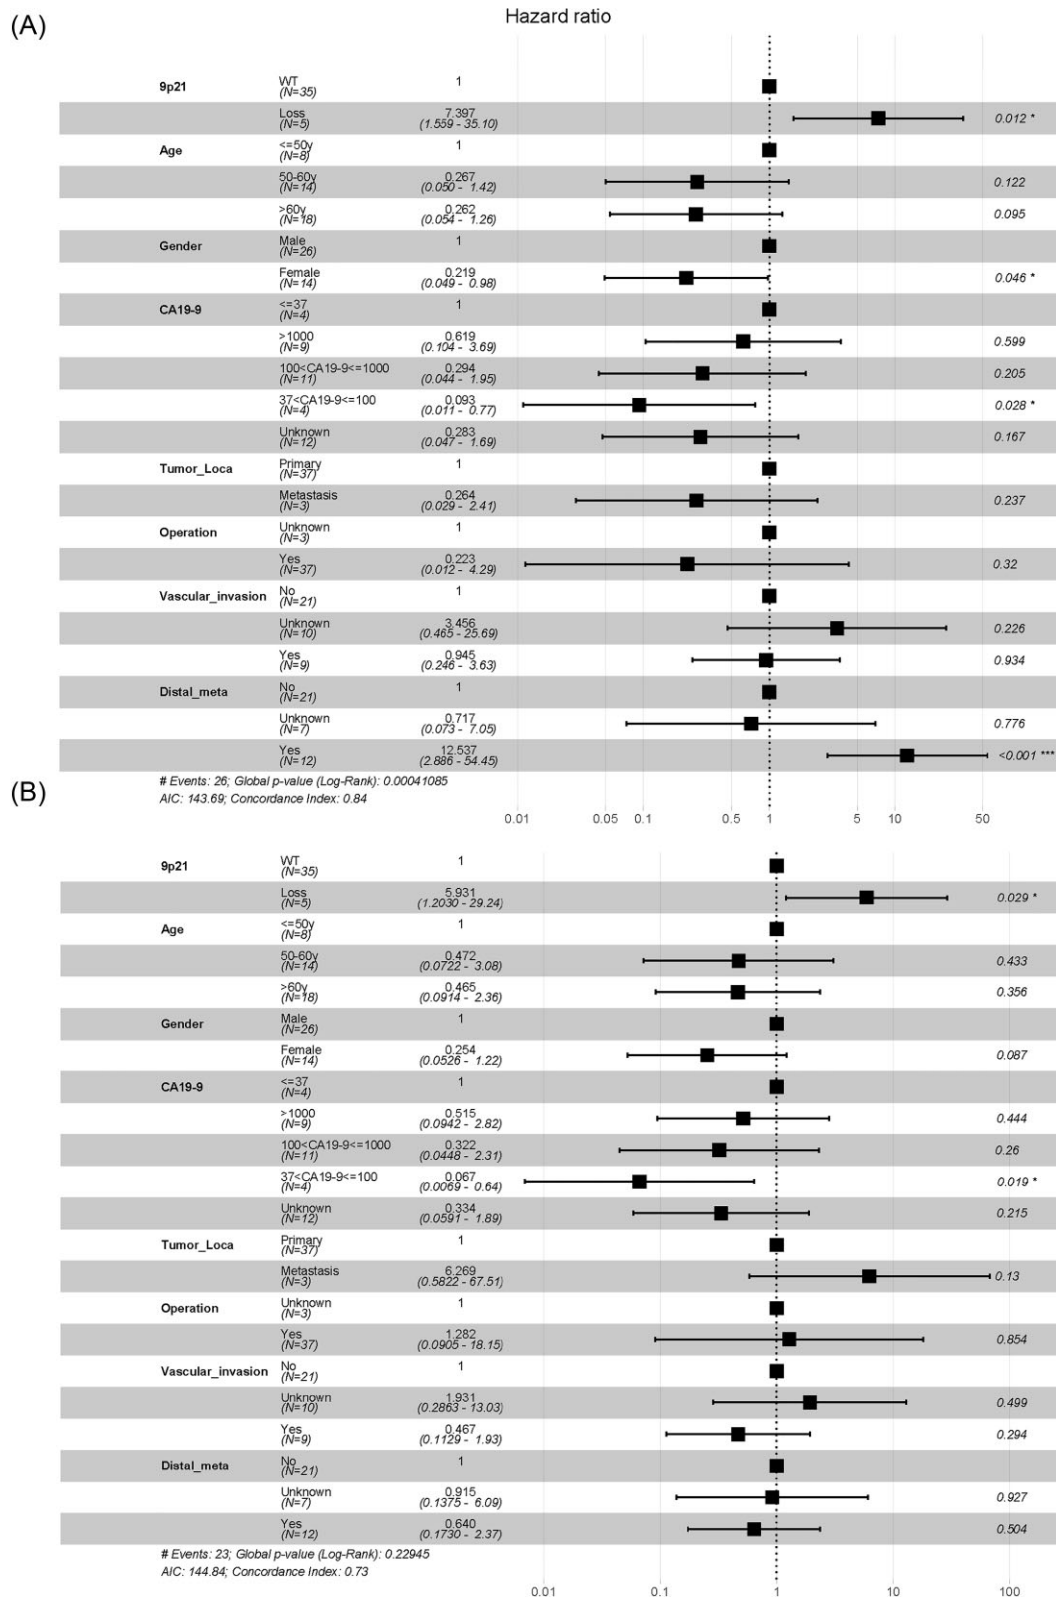 (A)
Hazard ratio
9p21 WT 1
(N=35)
Loss 7.397 0.012 *
(N=5) (1.559 - 35.10)
Age <=50y 1
(N=8)
50-60y 0.267 0.122
(N=14) (0.050 - 1.42)
>60y 0.262 0.095
(N=18) (0.054 - 1.26)
Gender Male 1
(N=26)
Female 0.219 0.046 *
(N=14) (0.049 - 0.98)
CA19-9 <=37 1
(N=4)
>1000 0.619 0.599
(N=9) (0.104 - 3.69)
100<CA19-9<=1000 0.294 0.205
(N=11) (0.044 - 1.95)
37<CA19-9<=100 0.093 0.028 *
(N=4) (0.011 - 0.77)
Unknown 0.283 0.167
(N=12) (0.047 - 1.69)
Tumor_Loca Primary 1
(N=37)
Metastasis 0.264 0.237
(N=3) (0.029 - 2.41)
Operation Unknown 1
(N=3)
Yes 0.223 0.32
(N=37) (0.012 - 4.29)
Vascular_invasion No 1
(N=21)
Unknown 3.456 0.226
(N=10) (0.465 - 25.69)
Yes 0.945 0.934
(N=9) (0.246 - 3.63)
Distal_meta No 1
(N=21)
Unknown 0.717 0.776
(N=7) (0.073 - 7.05)
Yes 12.537 <0.001 ***
(N=12) (2.886 - 54.45)
# Events: 26; Global p-value (Log-Rank): 0.00041085
AIC: 143.69; Concordance Index: 0.84
0.01 0.05 0.1 0.5 1 5 10 50
(B)
9p21 WT 1
(N=35)
Loss 5.931 0.029 *
(N=5) (1.2030 - 29.24)
Age <=50y 1
(N=8)
50-60y 0.472 0.433
(N=14) (0.0722 - 3.08)
>60y 0.465 0.356
(N=18) (0.0914 - 2.36)
Gender Male 1
(N=26)
Female 0.254 0.087
(N=14) (0.0526 - 1.22)
CA19-9 <=37 1
(N=4)
>1000 0.515 0.444
(N=9) (0.0942 - 2.82)
100<CA19-9<=1000 0.322 0.26
(N=11) (0.0448 - 2.31)
37<CA19-9<=100 0.067 0.019 *
(N=4) (0.0069 - 0.64)
Unknown 0.334 0.215
(N=12) (0.0591 - 1.89)
Tumor_Loca Primary 1
(N=37)
Metastasis 6.269 0.13
(N=3) (0.5822 - 67.51)
Operation Unknown 1
(N=3)
Yes 1.282 0.854
(N=37) (0.0905 - 18.15)
Vascular_invasion No 1
(N=21)
Unknown 1.931 0.499
(N=10) (0.2863 - 13.03)
Yes 0.467 0.294
(N=9) (0.1129 - 1.93)
Distal_meta No 1
(N=21)
Unknown 0.915 0.927
(N=7) (0.1375 - 6.09)
Yes 0.640 0.504
(N=12) (0.1730 - 2.37)
# Events: 23; Global p-value (Log-Rank): 0.22945
AIC: 144.84; Concordance Index: 0.73
0.01 0.1 1 10 100